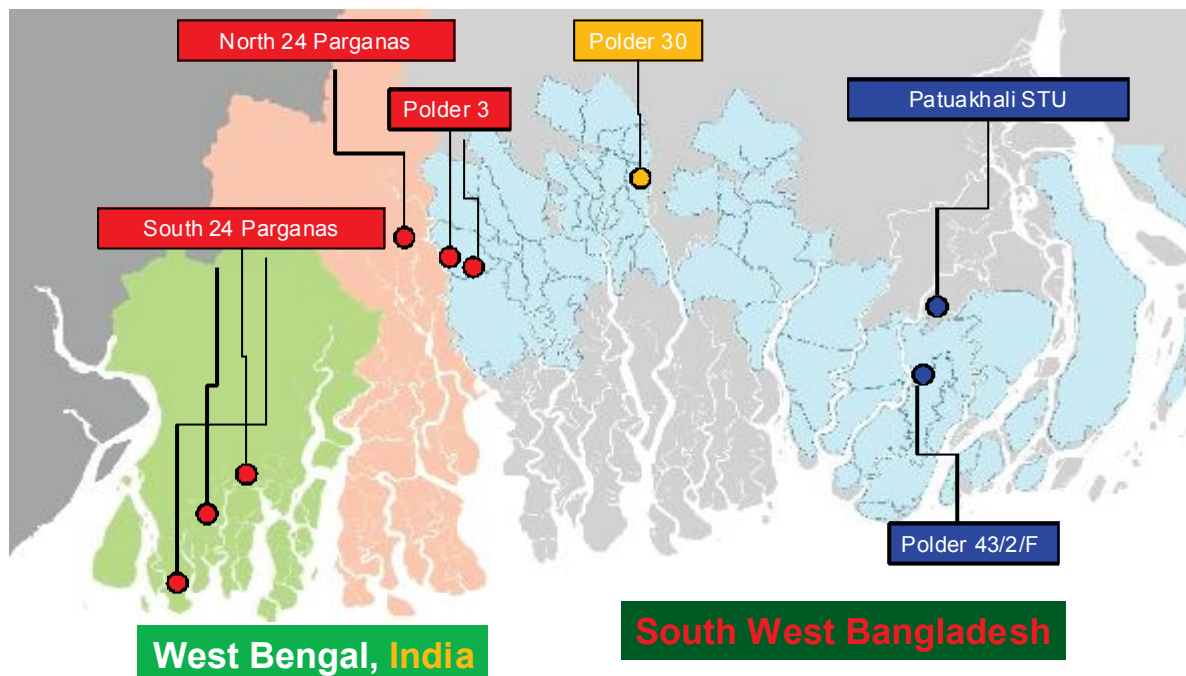 North 24 Parganas
Polder 30
Polder 3
Patuakhali STU
South 24 Parganas
Polder 43/2/F
South West Bangladesh
West Bengal, India